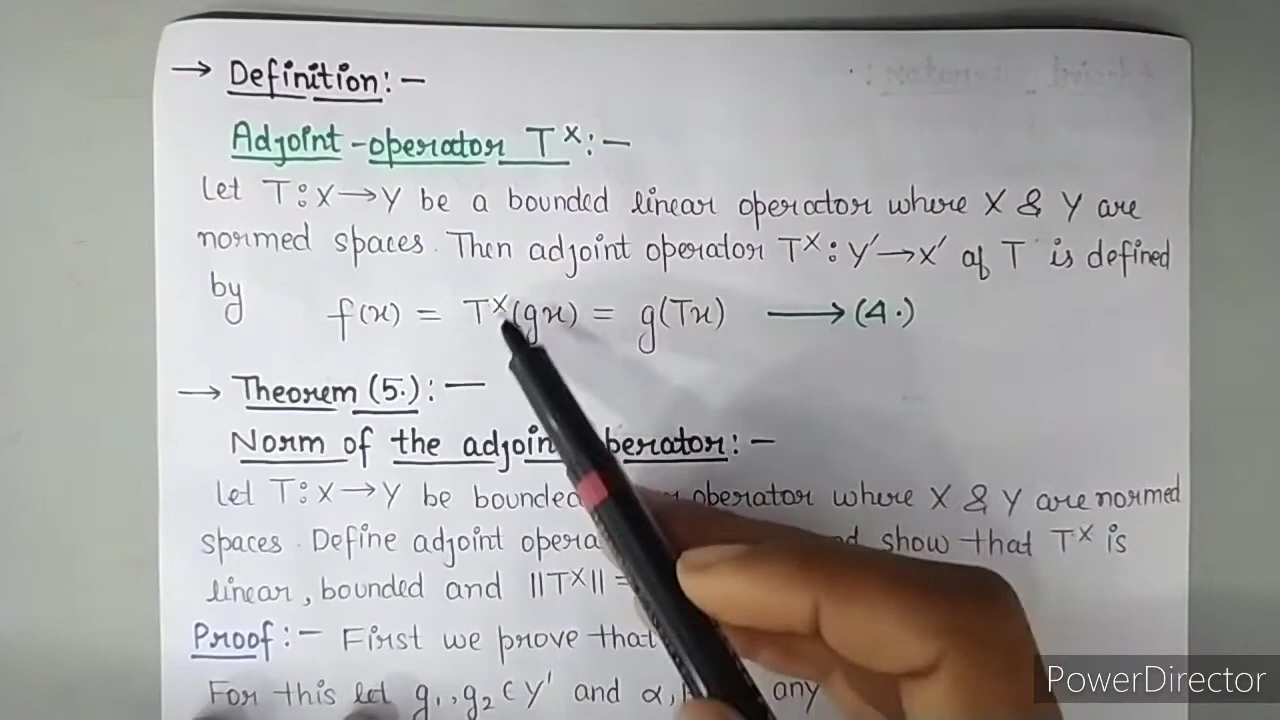 → Definition:-
Adjoint-operator T^x:-
Let T:X→Y be a bounded linear operator where X & Y are
normed spaces. Then adjoint operator T^x: Y'→X' of T is defined
by f(x) = T^x(gx) = g(Tx) ⟶(4.)
→ Theorem (5.):-
Norm of the adjoint operator:-
Let T:X→Y be bounded operator where X & Y are normed
spaces. Define adjoint show that T^x is
linear, bounded and ||T^x|| =
Proof:- First we prove that
For this let g₁, g₂ ∈ Y' and α, any
PowerDirector